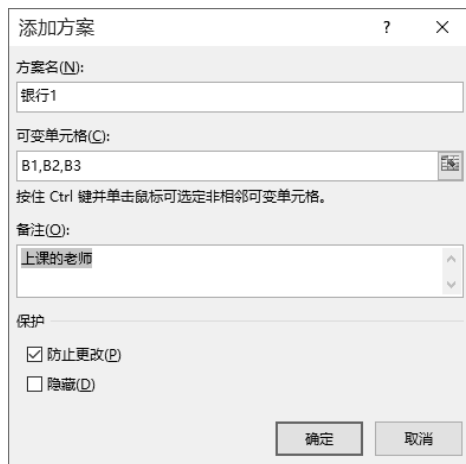 添加方案
方案名(N):
银行1
可变单元格(C):
B1,B2,B3
按住 Ctrl 键并单击鼠标可选定非相邻可变单元格。
备注(O):
上课的老师
保护
防止更改(P)
隐藏(D)
确定 取消